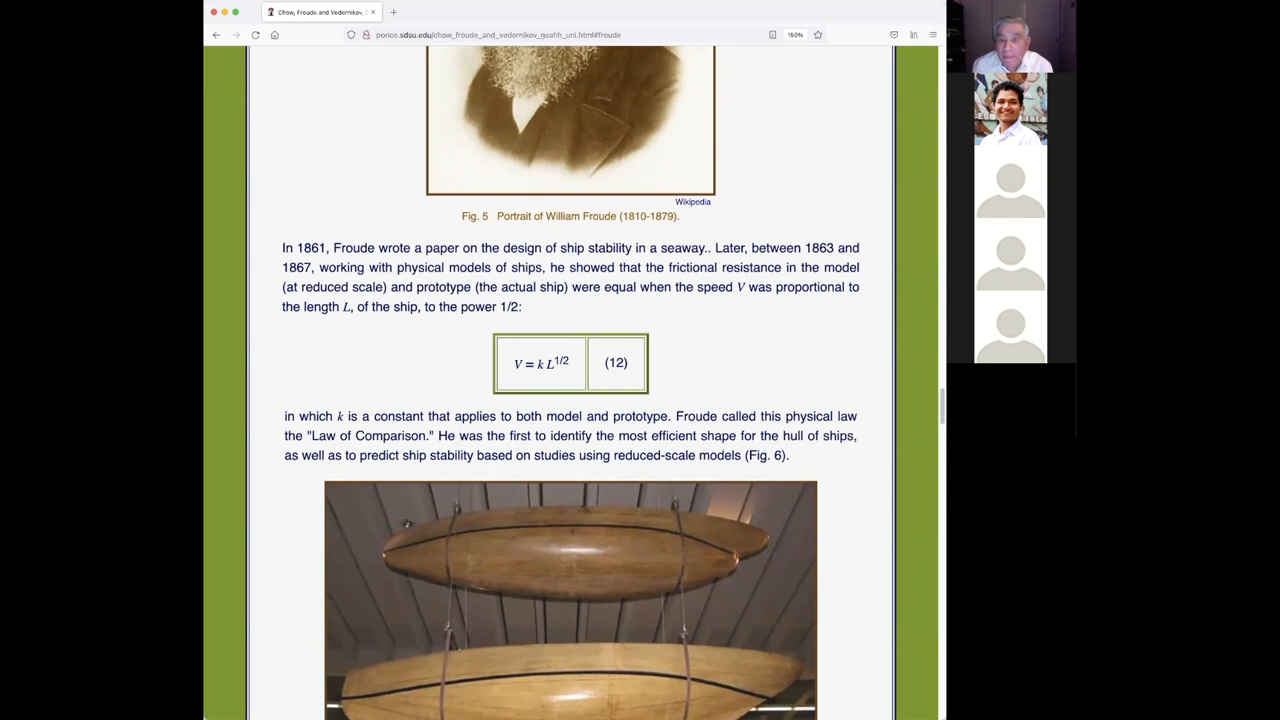 Chow, Froude and Vedernikov,
ponce.sdsu.edu/chow_froude_and_vedernikov_goahh_uni.html#froude
160%
Wikipedia
Fig. 5 Portrait of William Froude (1810-1879).
In 1861, Froude wrote a paper on the design of ship stability in a seaway.. Later, between 1863 and
1867, working with physical models of ships, he showed that the frictional resistance in the model
(at reduced scale) and prototype (the actual ship) were equal when the speed V was proportional to
the length L, of the ship, to the power 1/2:
V = k L^1/2 (12)
in which k is a constant that applies to both model and prototype. Froude called this physical law
the "Law of Comparison." He was the first to identify the most efficient shape for the hull of ships,
as well as to predict ship stability based on studies using reduced-scale models (Fig. 6).